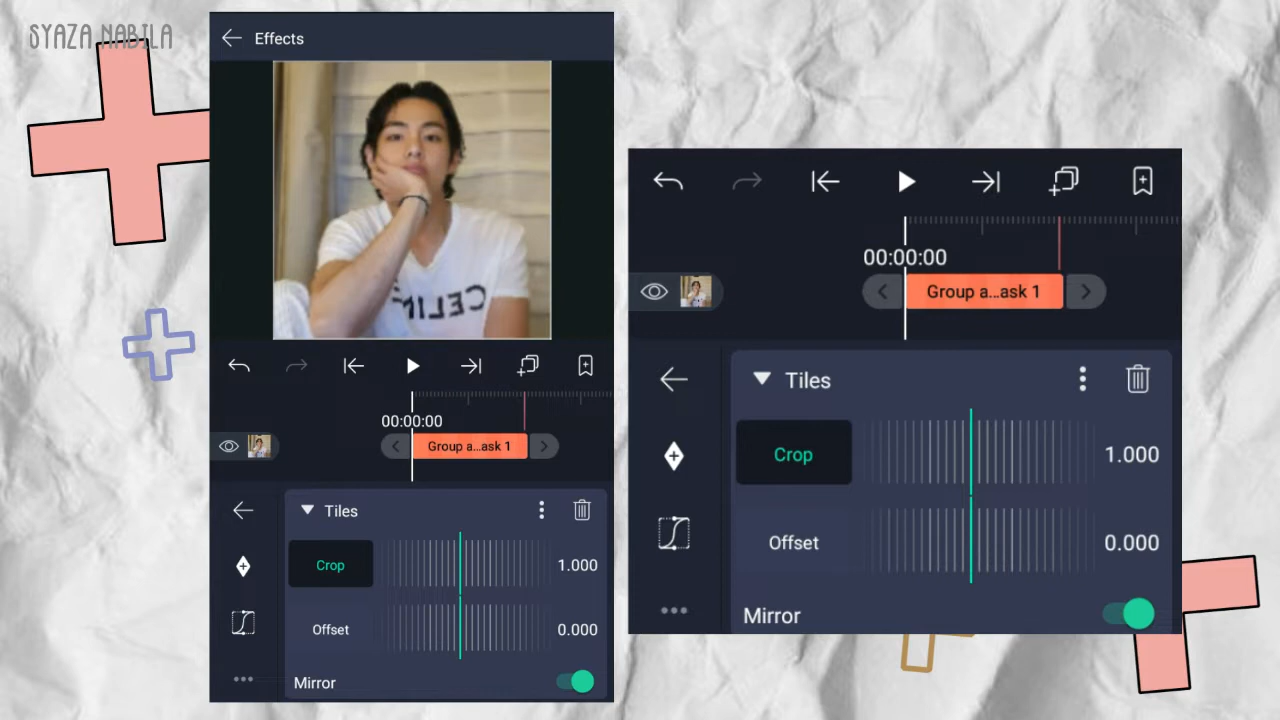 SYAZA NABILA
Effects
CELINE
00:00:00
Group a...ask 1
Tiles
Crop
1.000
Offset
0.000
Mirror
00:00:00
Group a...ask 1
Tiles
Crop
1.000
Offset
0.000
Mirror